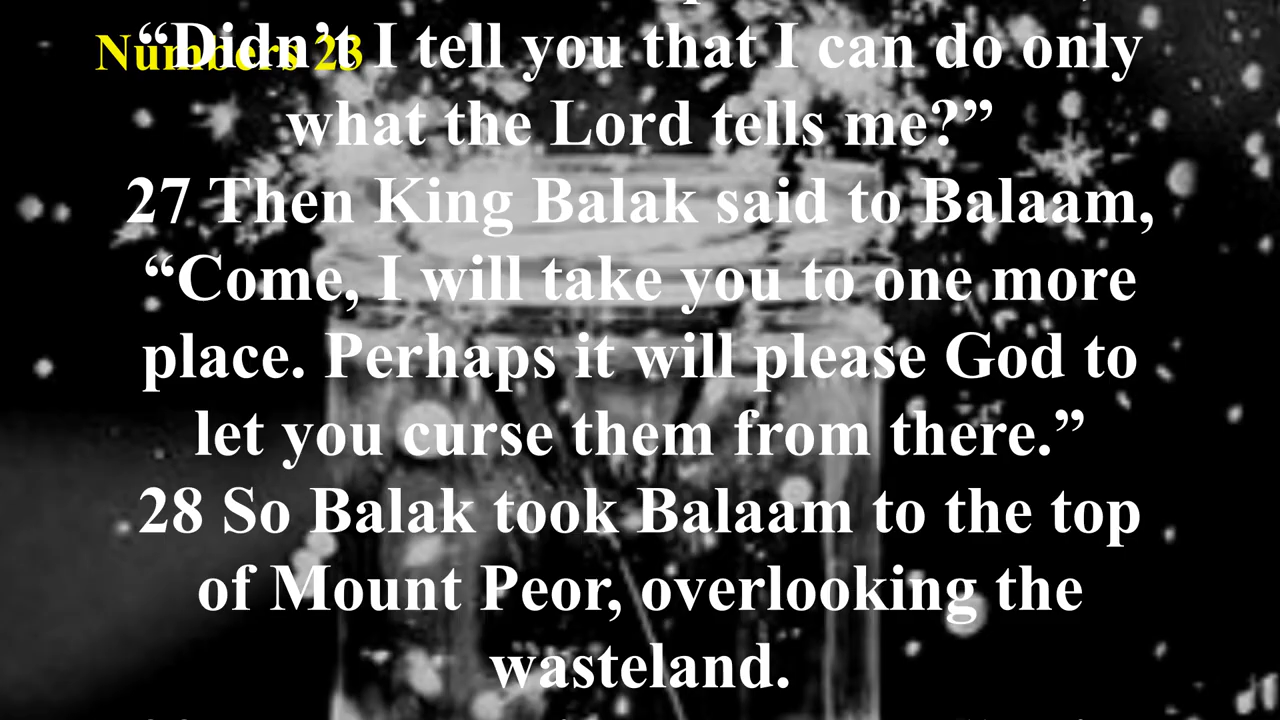 Numbers 23
“Didn’t I tell you that I can do only
what the Lord tells me?”
27 Then King Balak said to Balaam,
“Come, I will take you to one more
place. Perhaps it will please God to
let you curse them from there.”
28 So Balak took Balaam to the top
of Mount Peor, overlooking the
wasteland.